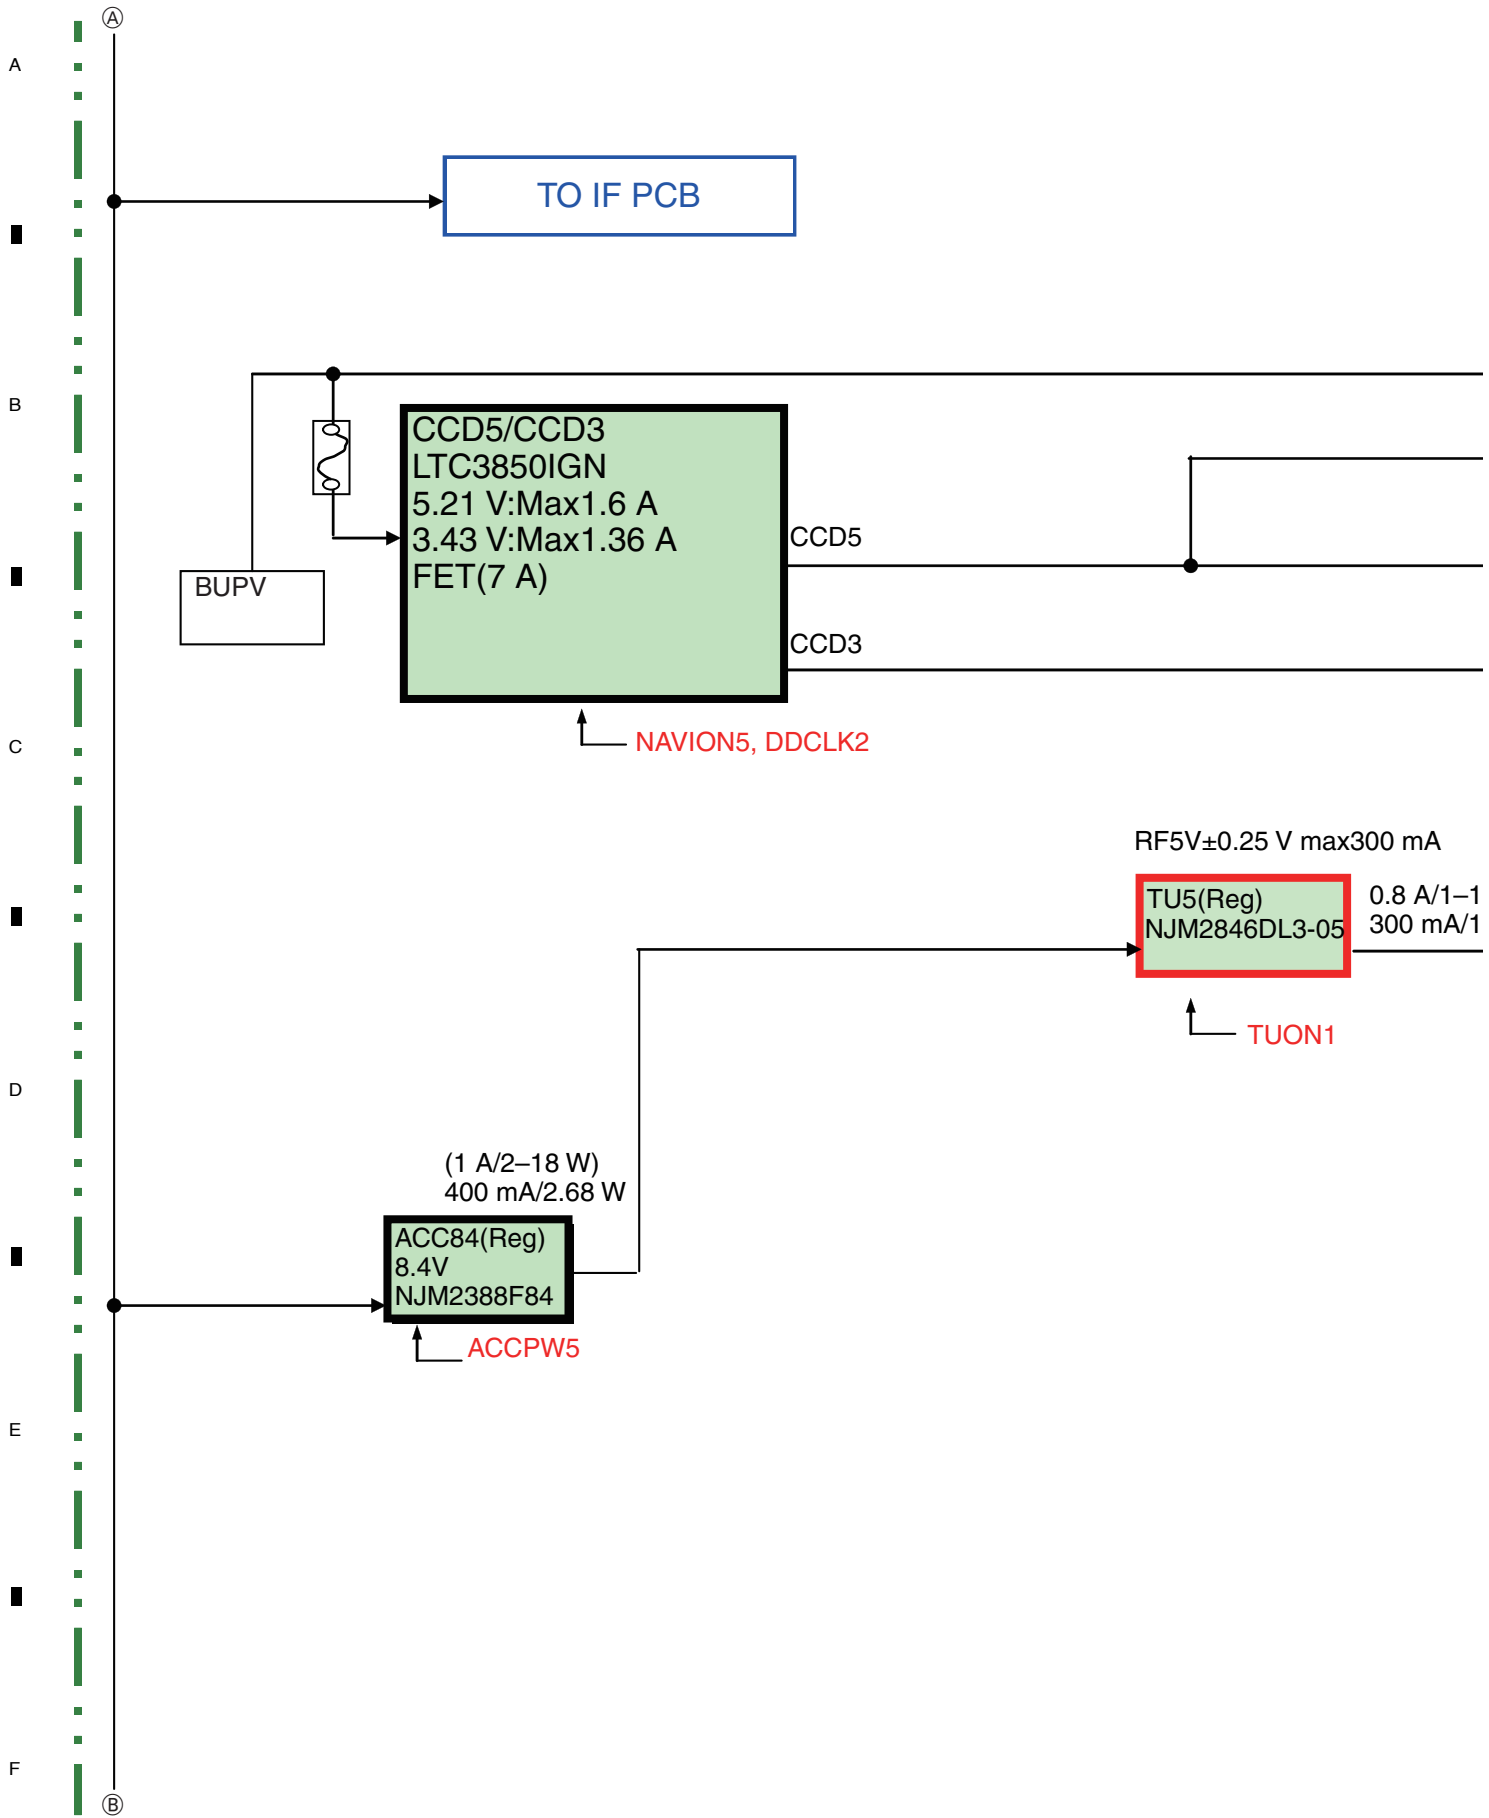 Ⓐ
A
TO IF PCB
B
CCD5/CCD3
LTC3850IGN
5.21 V:Max1.6 A
3.43 V:Max1.36 A
FET(7 A)
CCD5
BUPV
CCD3
C
NAVION5, DDCLK2
RF5V±0.25 V max300 mA
TU5(Reg)
NJM2846DL3-05
0.8 A/1–1
300 mA/1
TUON1
D
(1 A/2–18 W)
400 mA/2.68 W
ACC84(Reg)
8.4V
NJM2388F84
ACCPW5
E
F
Ⓑ